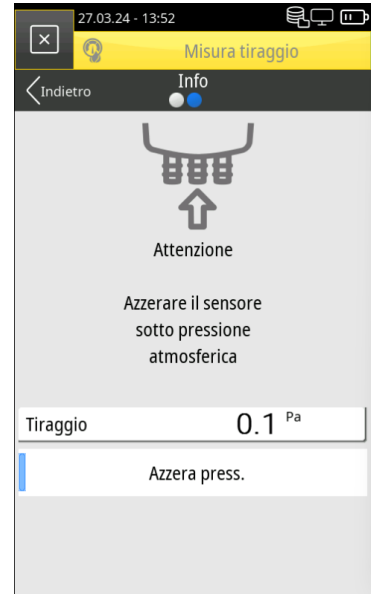 27.03.24 - 13:52
Misura tiraggio
Indietro
Info
Attenzione
Azzerare il sensore
sotto pressione
atmosferica
Tiraggio 0.1 Pa
Azzera press.